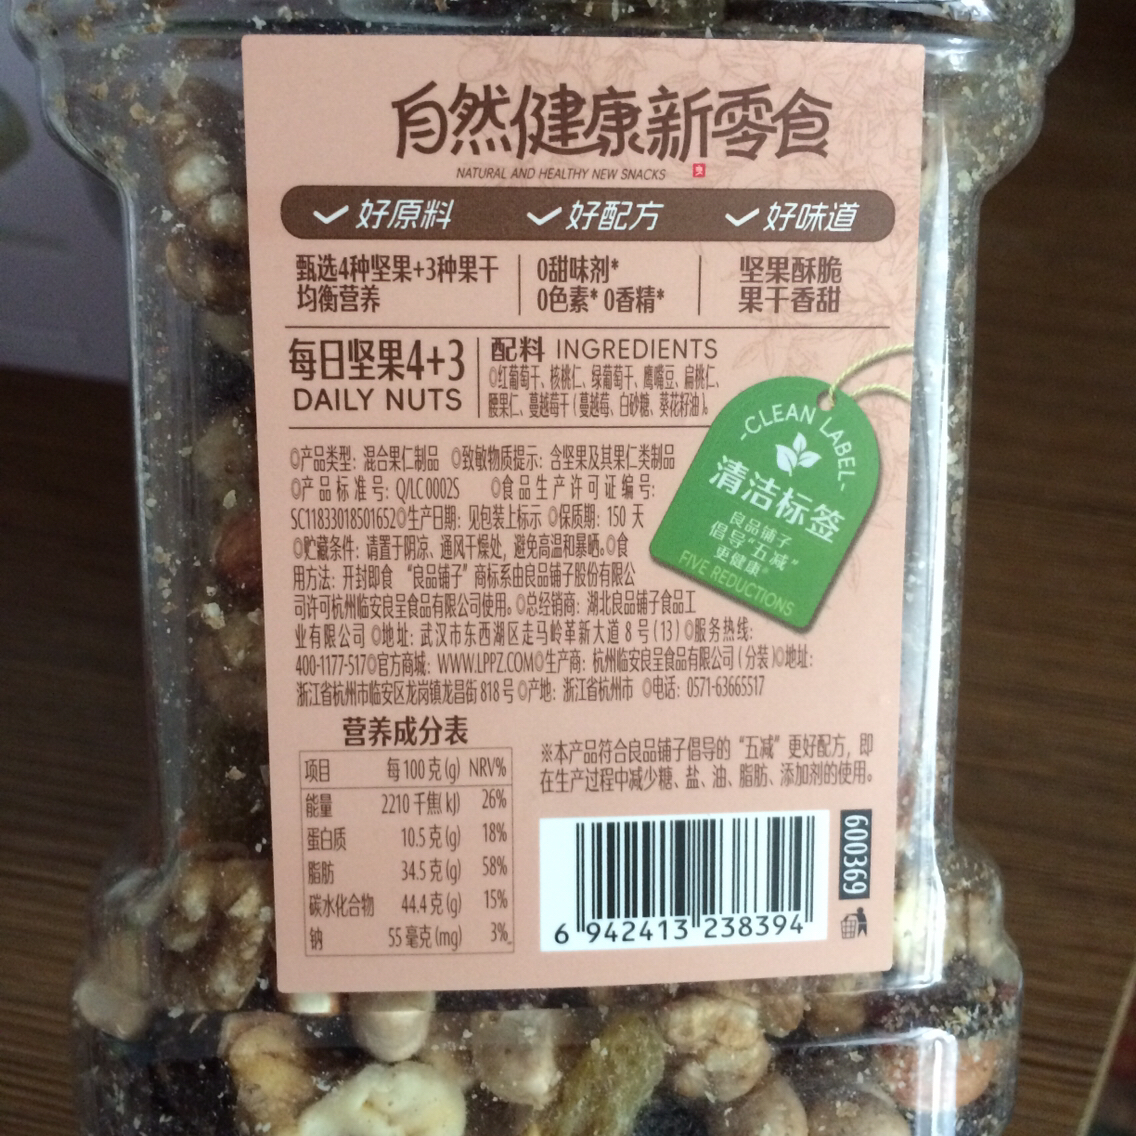 自然健康新零食
NATURAL AND HEALTHY NEW SNACKS
好原料 好配方 好味道
甄选4种坚果+3种果干
均衡营养
0甜味剂*
0色素* 0香精*
坚果酥脆
果干香甜
每日坚果4+3
DAILY NUTS
配料 INGREDIENTS
◎红葡萄干、核桃仁、绿葡萄干、鹰嘴豆、扁桃仁、
腰果仁、蔓越莓干(蔓越莓、白砂糖、葵花籽油)。
-CLEAN LABEL-
清洁标签
良品铺子
倡导“五减”
更健康*
FIVE REDUCTIONS
◎产品类型: 混合果仁制品 ◎致敏物质提示: 含坚果及其果仁类制品
◎产品标准号: Q/LC 0002S ◎食品生产许可证编号:
SC11833018501652◎生产日期: 见包装上标示 ◎保质期: 150 天
◎贮藏条件: 请置于阴凉、通风干燥处, 避免高温和暴晒。◎食
用方法: 开封即食 “良品铺子”商标系由良品铺子股份有限公
司许可杭州临安良呈食品有限公司使用。◎总经销商: 湖北良品铺子食品工
业有限公司 ◎地址: 武汉市东西湖区走马岭革新大道 8 号 (13) ◎服务热线:
400-1177-517◎官方商城: WWW.LPPZ.COM◎生产商: 杭州临安良呈食品有限公司(分装)◎地址:
浙江省杭州市临安区龙岗镇龙昌街 818 号 ◎产地: 浙江省杭州市 ◎电话: 0571-63665517
营养成分表
项目 每 100 克(g) NRV%
能量 2210 千焦(kJ) 26%
蛋白质 10.5 克(g) 18%
脂肪 34.5 克(g) 58%
碳水化合物 44.4 克(g) 15%
钠 55 毫克(mg) 3%
※本产品符合良品铺子倡导的“五减”更好配方, 即
在生产过程中减少糖、盐、油、脂肪、添加剂的使用。
6 942413 238394
600369